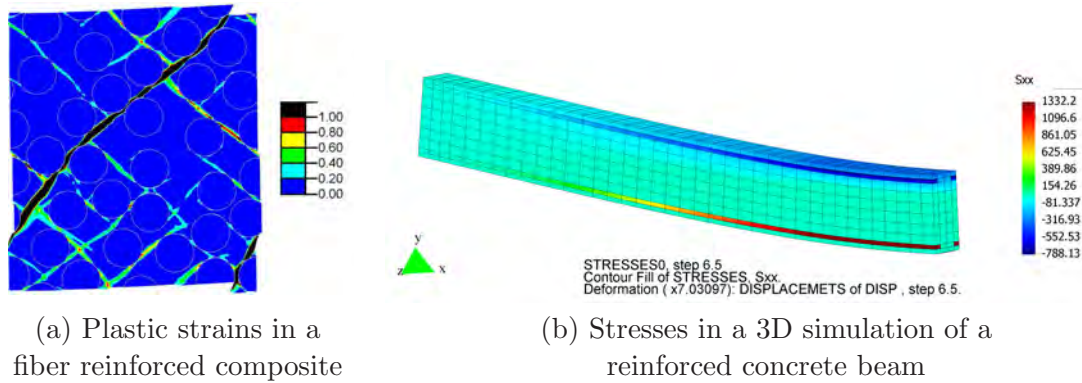 1.00
0.80
0.60
0.40
0.20
0.00
Sxx
1332.2
1096.6
861.05
625.45
389.86
154.26
-81.337
-316.93
-552.53
-788.13
y
z x
STRESSES0, step 6.5
Contour Fill of STRESSES, Sxx.
Deformation ( x7.03097): DISPLACEMETS of DISP , step 6.5.
(a) Plastic strains in a
fiber reinforced composite
(b) Stresses in a 3D simulation of a
reinforced concrete beam